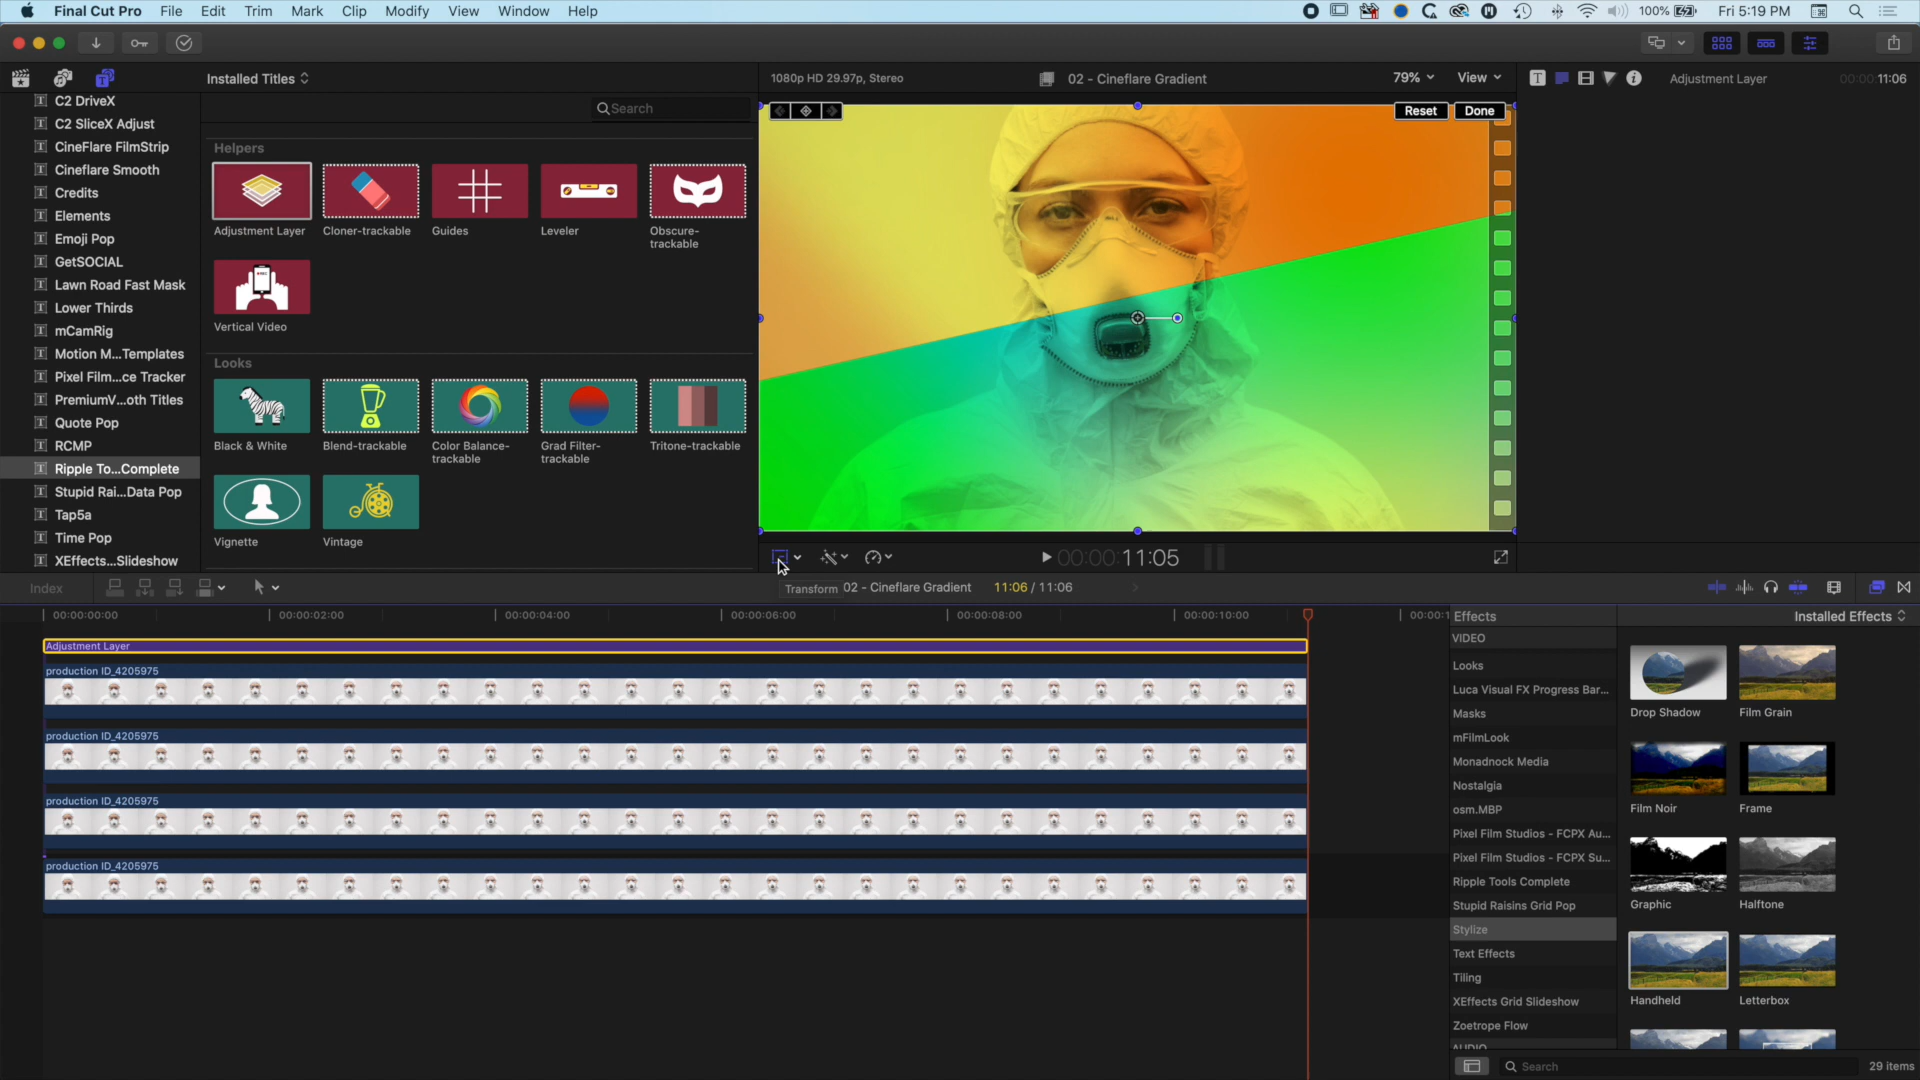 Final Cut Pro File Edit Trim Mark Clip Modify View Window Help 100% Fri 5:19 PM
Installed Titles
1080p HD 29.97p, Stereo
02 - Cineflare Gradient
79%
View
Adjustment Layer
00:00:11:06
C2 DriveX
C2 SliceX Adjust
CineFlare FilmStrip
Cineflare Smooth
Credits
Elements
Emoji Pop
GetSOCIAL
Lawn Road Fast Mask
Lower Thirds
mCamRig
Motion M...Templates
Pixel Film...ce Tracker
PremiumV...oth Titles
Quote Pop
RCMP
Ripple To...Complete
Stupid Rai...Data Pop
Tap5a
Time Pop
XEffects...Slideshow
Search
Helpers
Adjustment Layer
Cloner-trackable
Guides
Leveler
Obscure-
trackable
Vertical Video
Looks
Black & White
Blend-trackable
Color Balance-
trackable
Grad Filter-
trackable
Tritone-trackable
Vignette
Vintage
Reset
Done
00:00:11:05
Index
Transform
02 - Cineflare Gradient
11:06 / 11:06
00:00:00:00
00:00:02:00
00:00:04:00
00:00:06:00
00:00:08:00
00:00:10:00
00:00:1
Adjustment Layer
production ID_4205975
production ID_4205975
production ID_4205975
production ID_4205975
Effects
Installed Effects
VIDEO
Looks
Luca Visual FX Progress Bar...
Masks
mFilmLook
Monadnock Media
Nostalgia
osm.MBP
Pixel Film Studios - FCPX Au...
Pixel Film Studios - FCPX Su...
Ripple Tools Complete
Stupid Raisins Grid Pop
Stylize
Text Effects
Tiling
XEffects Grid Slideshow
Zoetrope Flow
AUDIO
Drop Shadow
Film Grain
Film Noir
Frame
Graphic
Halftone
Handheld
Letterbox
Search
29 items